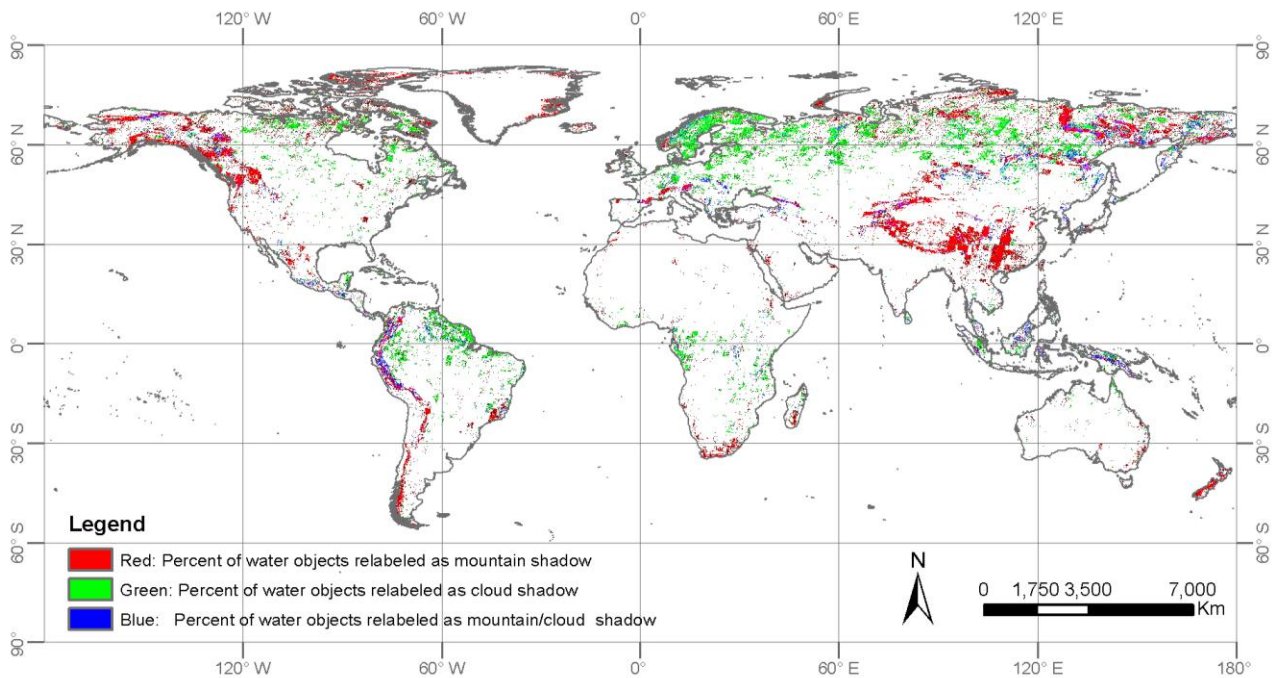 120° W 60° W 0° 60° E 120° E
90° 90°
60° N 60° N
30° N 30° N
0° 0°
30° S 30° S
60° S 60° S
90° 90°
Legend
Red: Percent of water objects relabeled as mountain shadow
Green: Percent of water objects relabeled as cloud shadow
Blue: Percent of water objects relabeled as mountain/cloud shadow
N
0 1,750 3,500 7,000
Km
120° W 60° W 0° 60° E 120° E 180°